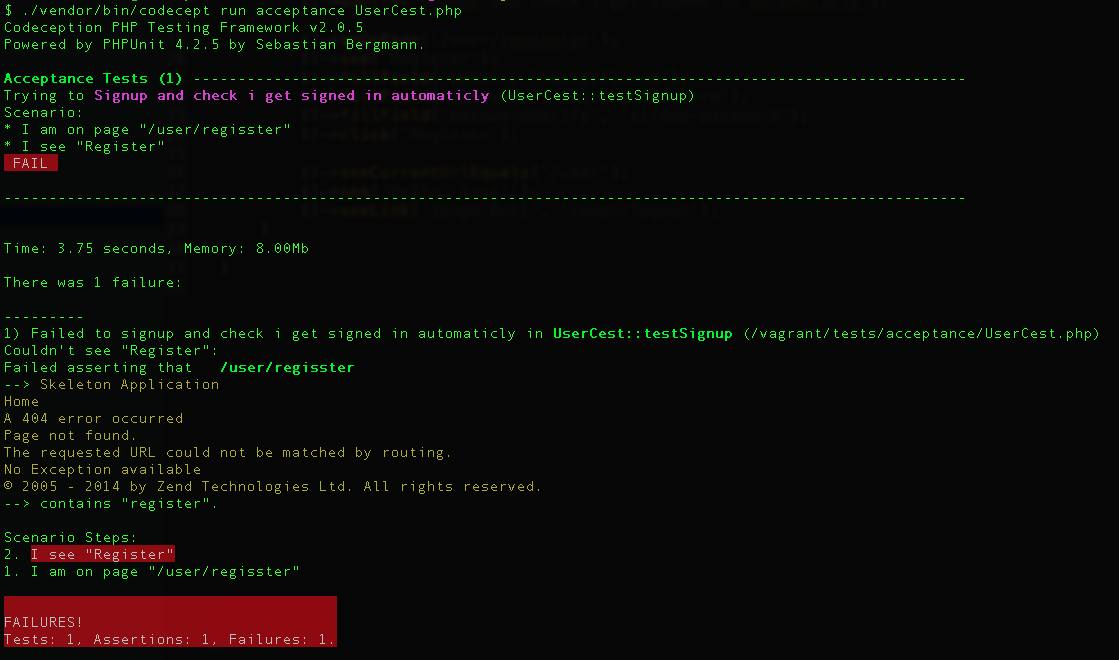 $ ./vendor/bin/codecept run acceptance UserCest.php
Codeception PHP Testing Framework v2.0.5
Powered by PHPUnit 4.2.5 by Sebastian Bergmann.
Acceptance Tests (1) -------------------------------------------------------------------------------------
Trying to Signup and check i get signed in automaticly (UserCest::testSignup)
Scenario:
* I am on page "/user/regisster"
* I see "Register"
FAIL
-----------------------------------------------------------------------------------------------------------
Time: 3.75 seconds, Memory: 8.00Mb
There was 1 failure:
---------
1) Failed to signup and check i get signed in automaticly in UserCest::testSignup (/vagrant/tests/acceptance/UserCest.php)
Couldn't see "Register":
Failed asserting that   /user/regisster
--> Skeleton Application
Home
A 404 error occurred
Page not found.
The requested URL could not be matched by routing.
No Exception available
© 2005 - 2014 by Zend Technologies Ltd. All rights reserved.
--> contains "register".
Scenario Steps:
2. I see "Register"
1. I am on page "/user/regisster"
FAILURES!
Tests: 1, Assertions: 1, Failures: 1.